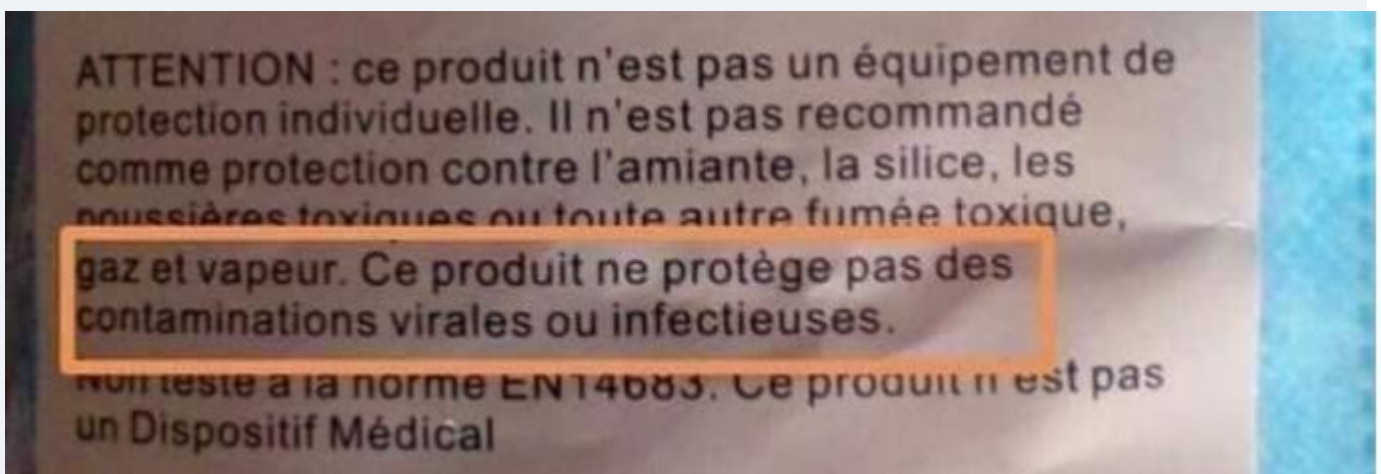 ATTENTION : ce produit n'est pas un équipement de
protection individuelle. Il n'est pas recommandé
comme protection contre l'amiante, la silice, les
poussières toxiques ou toute autre fumée toxique,
gaz et vapeur. Ce produit ne protège pas des
contaminations virales ou infectieuses.
Non testé à la norme EN14683. Ce produit n'est pas
un Dispositif Médical